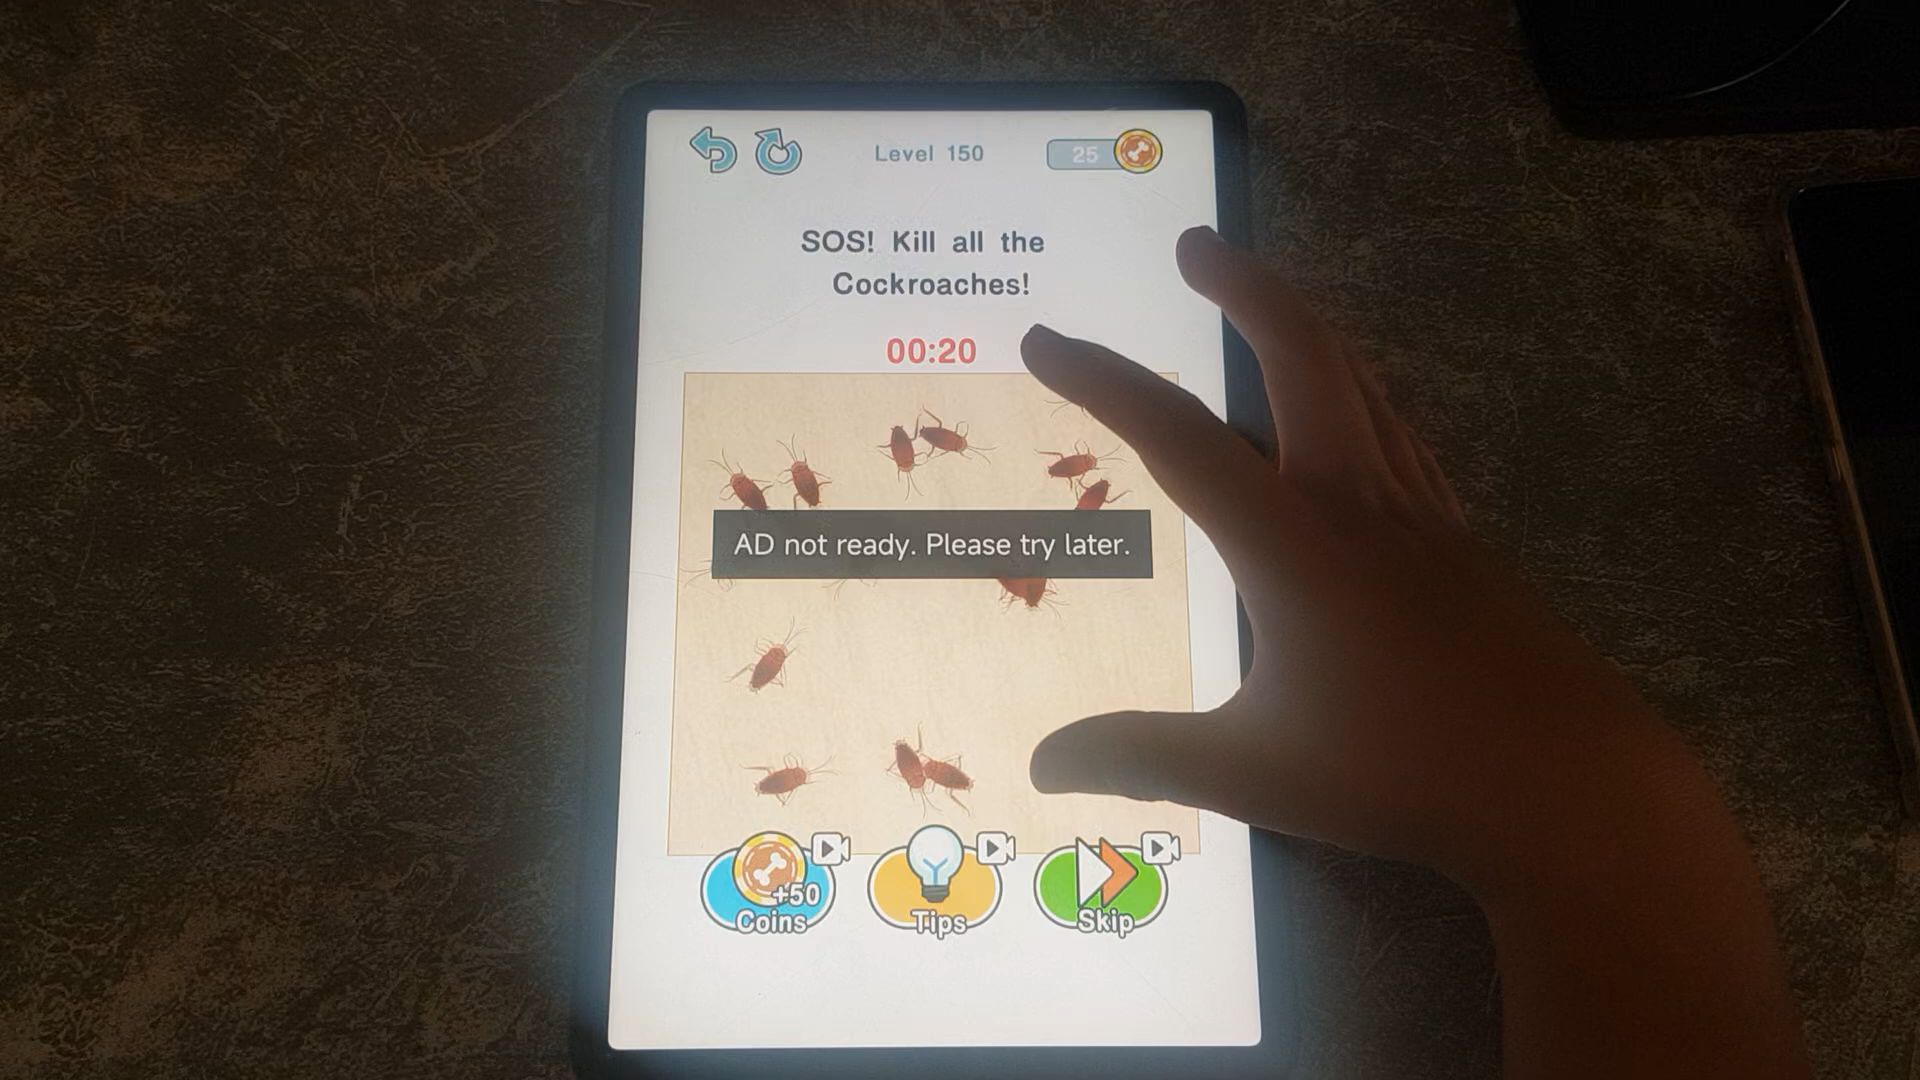 Level 150
25
SOS! Kill all the
Cockroaches!
00:20
AD not ready. Please try later.
+50
Coins
Tips
Skip